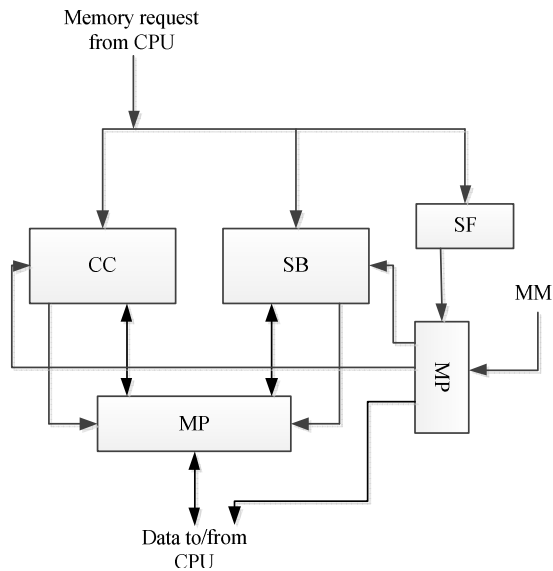 Memory request
from CPU
SF
CC
SB
MM
MP
MP
Data to/from
CPU